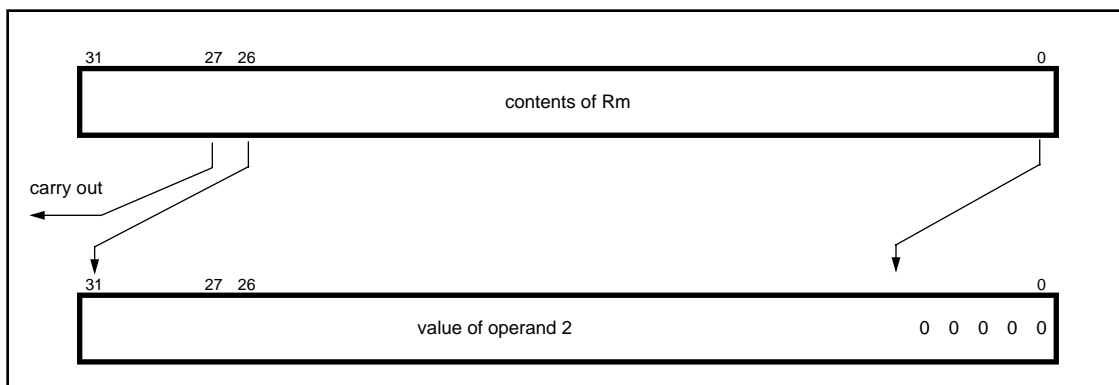 31 27 26 0
contents of Rm
carry out
31 27 26 0
value of operand 2 0 0 0 0 0